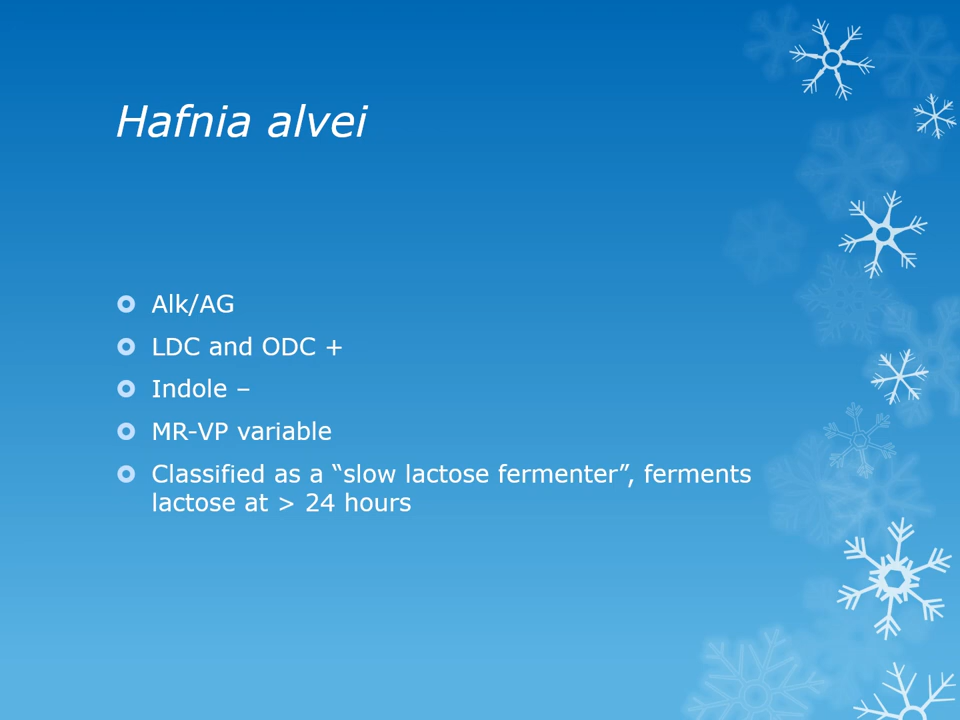 Hafnia alvei
Alk/AG
LDC and ODC +
Indole –
MR-VP variable
Classified as a “slow lactose fermenter”, ferments
lactose at > 24 hours